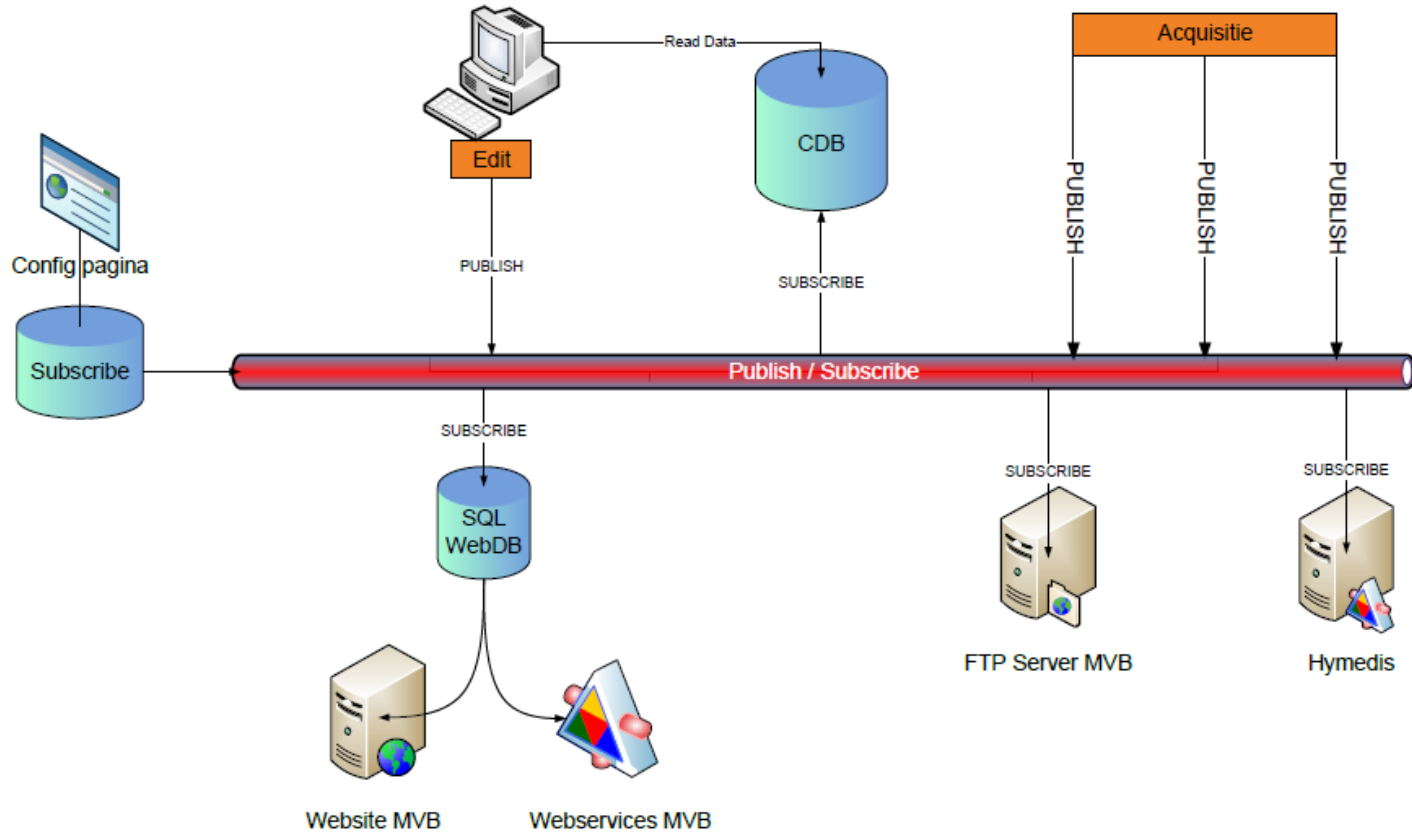 Read Data
Acquisitie
CDB
Edit
PUBLISH
PUBLISH
PUBLISH
Config pagina
PUBLISH
SUBSCRIBE
Subscribe
Publish / Subscribe
SUBSCRIBE
SUBSCRIBE
SUBSCRIBE
SQL
WebDB
FTP Server MVB
Hymedis
Website MVB
Webservices MVB